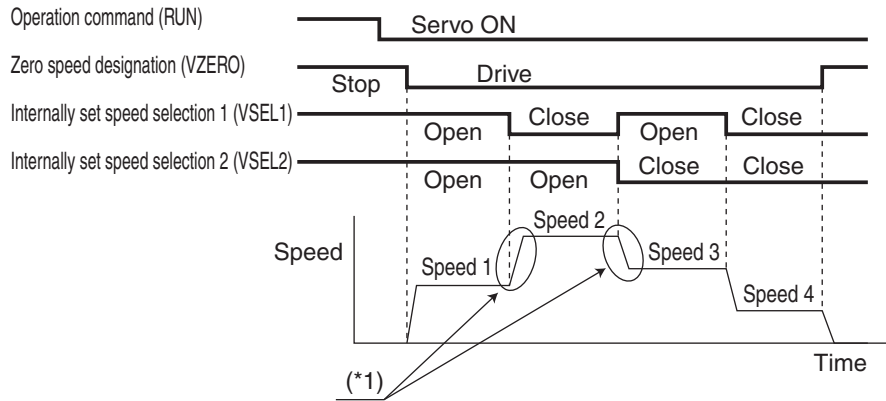 Operation command (RUN)
Servo ON
Zero speed designation (VZERO)
Stop
Drive
Internally set speed selection 1 (VSEL1)
Open
Close
Open
Close
Internally set speed selection 2 (VSEL2)
Open
Open
Close
Close
Speed
Speed 1
Speed 2
Speed 3
Speed 4
Time
(*1)